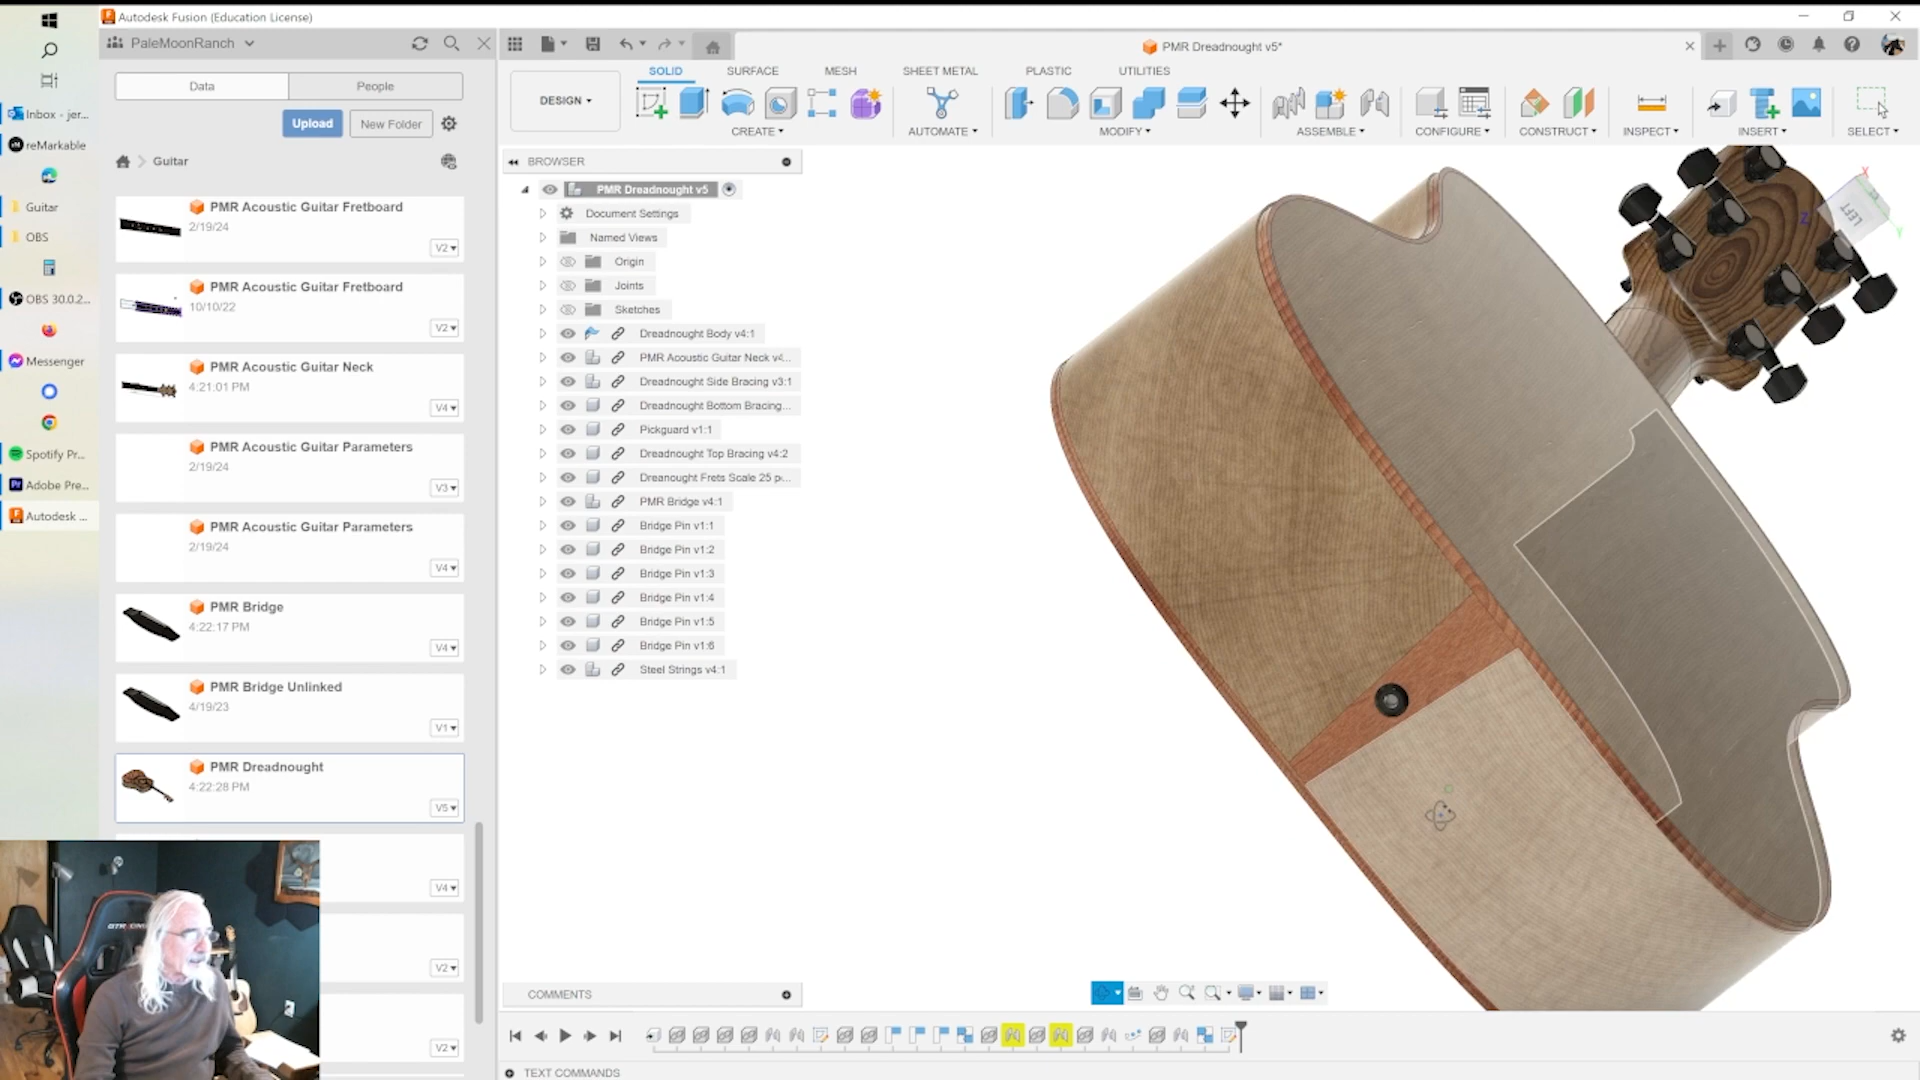 Autodesk Fusion (Education License)
PaleMoonRanch
PMR Dreadnought v5*
Data
People
Upload
New Folder
Guitar
DESIGN
SOLID
SURFACE
MESH
SHEET METAL
PLASTIC
UTILITIES
CREATE
AUTOMATE
MODIFY
ASSEMBLE
CONFIGURE
CONSTRUCT
INSPECT
INSERT
SELECT
Inbox - jer...
reMarkable
Guitar
OBS
OBS 30.0.2...
Messenger
Spotify Pr...
Adobe Pre...
Autodesk ...
PMR Acoustic Guitar Fretboard
2/19/24
V2
PMR Acoustic Guitar Fretboard
10/10/22
V2
PMR Acoustic Guitar Neck
4:21:01 PM
V4
PMR Acoustic Guitar Parameters
2/19/24
V3
PMR Acoustic Guitar Parameters
2/19/24
V4
PMR Bridge
4:22:17 PM
V4
PMR Bridge Unlinked
4/19/23
V1
PMR Dreadnought
4:22:28 PM
V5
V4
V2
V2
BROWSER
PMR Dreadnought v5
Document Settings
Named Views
Origin
Joints
Sketches
Dreadnought Body v4:1
PMR Acoustic Guitar Neck v4...
Dreadnought Side Bracing v3:1
Dreadnought Bottom Bracing...
Pickguard v1:1
Dreadnought Top Bracing v4:2
Dreanought Frets Scale 25 p...
PMR Bridge v4:1
Bridge Pin v1:1
Bridge Pin v1:2
Bridge Pin v1:3
Bridge Pin v1:4
Bridge Pin v1:5
Bridge Pin v1:6
Steel Strings v4:1
LEFT
X
Y
Z
COMMENTS
TEXT COMMANDS